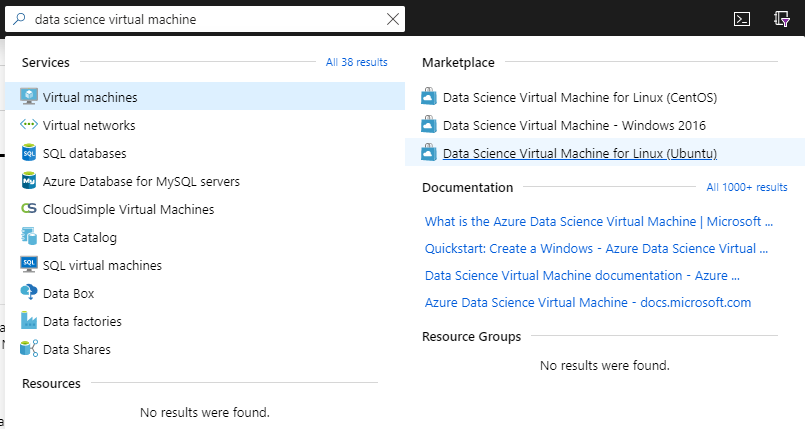 data science virtual machine
Services
All 38 results
Virtual machines
Virtual networks
SQL databases
Azure Database for MySQL servers
CloudSimple Virtual Machines
Data Catalog
SQL virtual machines
Data Box
Data factories
Data Shares
Resources
No results were found.
Marketplace
Data Science Virtual Machine for Linux (CentOS)
Data Science Virtual Machine - Windows 2016
Data Science Virtual Machine for Linux (Ubuntu)
Documentation
All 1000+ results
What is the Azure Data Science Virtual Machine | Microsoft ...
Quickstart: Create a Windows - Azure Data Science Virtual ...
Data Science Virtual Machine documentation - Azure ...
Azure Data Science Virtual Machine - docs.microsoft.com
Resource Groups
No results were found.